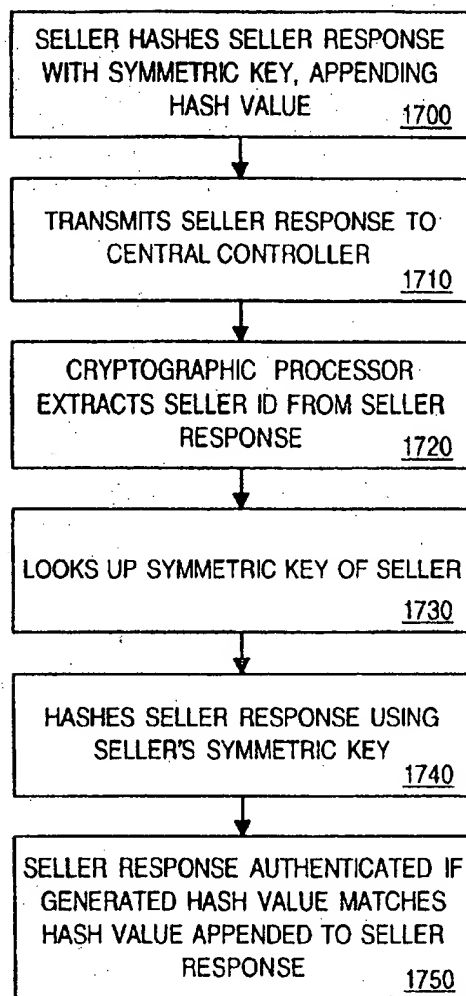 SELLER HASHES SELLER RESPONSE
WITH SYMMETRIC KEY, APPENDING
HASH VALUE
1700
TRANSMITS SELLER RESPONSE TO
CENTRAL CONTROLLER
1710
CRYPTOGRAPHIC PROCESSOR
EXTRACTS SELLER ID FROM SELLER
RESPONSE
1720
LOOKS UP SYMMETRIC KEY OF SELLER
1730
HASHES SELLER RESPONSE USING
SELLER'S SYMMETRIC KEY
1740
SELLER RESPONSE AUTHENTICATED IF
GENERATED HASH VALUE MATCHES
HASH VALUE APPENDED TO SELLER
RESPONSE
1750